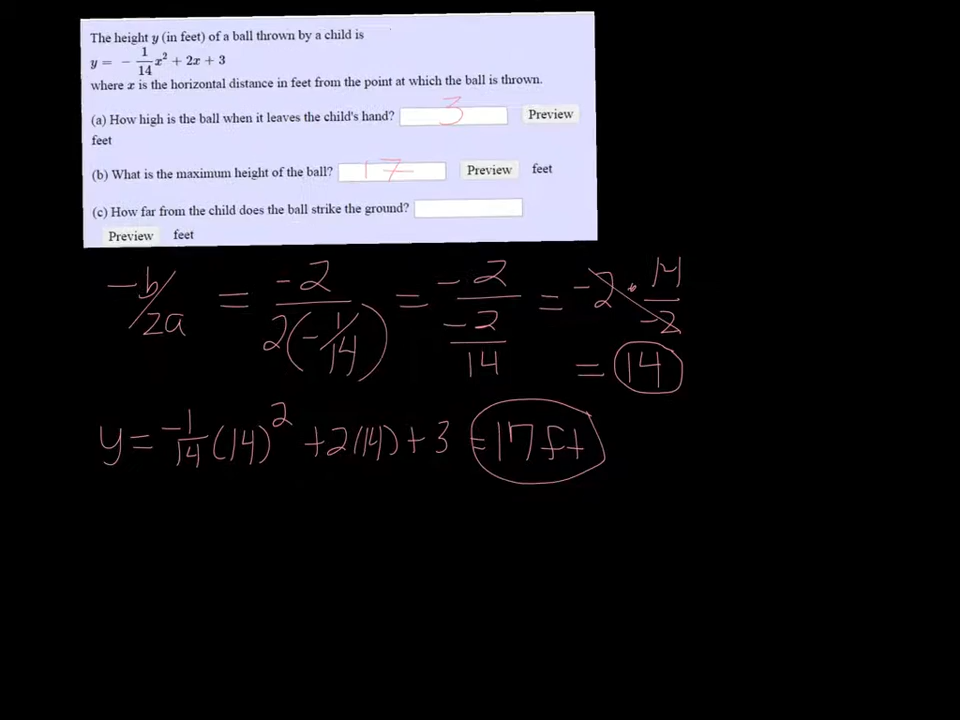 The height y (in feet) of a ball thrown by a child is
y = −1/14x² + 2x + 3
where x is the horizontal distance in feet from the point at which the ball is thrown.
(a) How high is the ball when it leaves the child's hand? 3 Preview
feet
(b) What is the maximum height of the ball? 17 Preview feet
(c) How far from the child does the ball strike the ground?
Preview feet
-b/2a = -2/2(-1/14) = -2/(-2/14) = -2 · 14/-2
= 14
y = -1/14(14)² + 2(14) + 3 = 17 ft